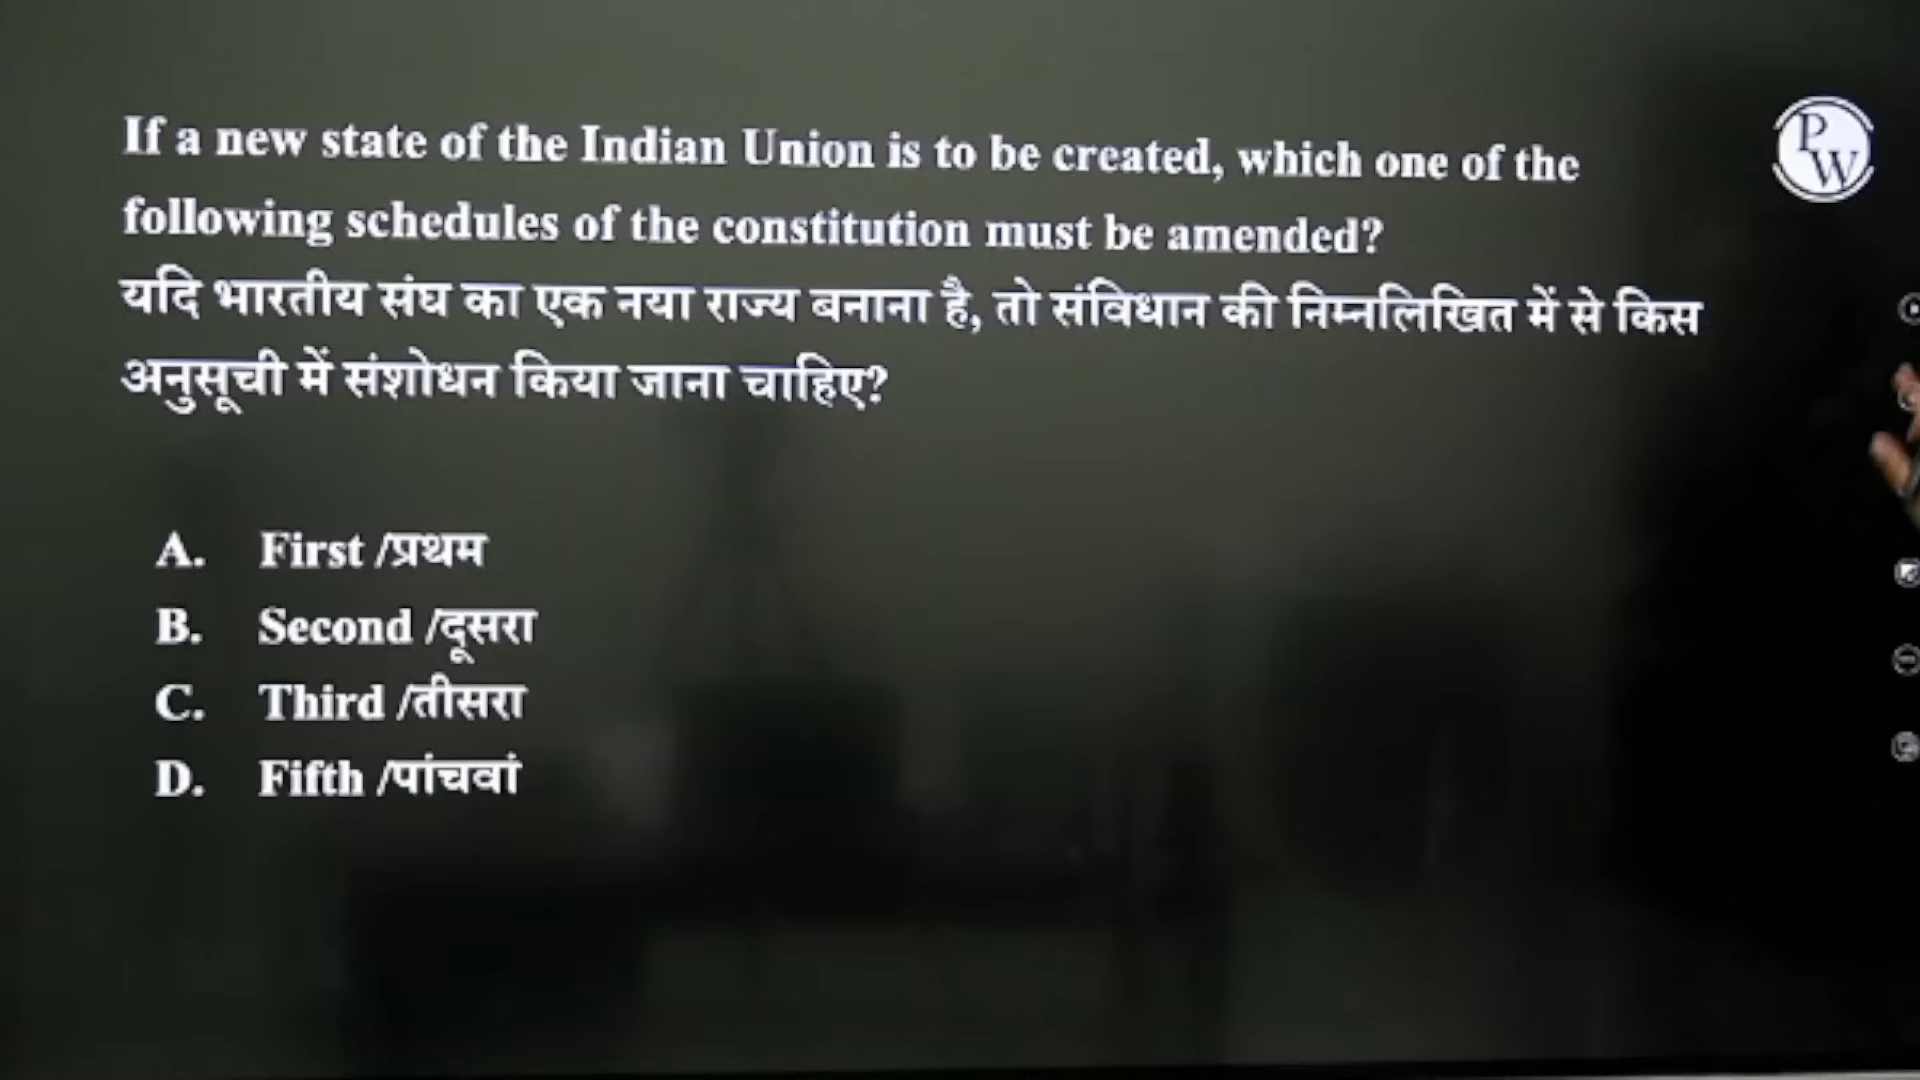 If a new state of the Indian Union is to be created, which one of the
following schedules of the constitution must be amended?
यदि भारतीय संघ का एक नया राज्य बनाना है, तो संविधान की निम्नलिखित में से किस
अनुसूची में संशोधन किया जाना चाहिए?
A. First /प्रथम
B. Second /दूसरा
C. Third /तीसरा
D. Fifth /पांचवां
PW